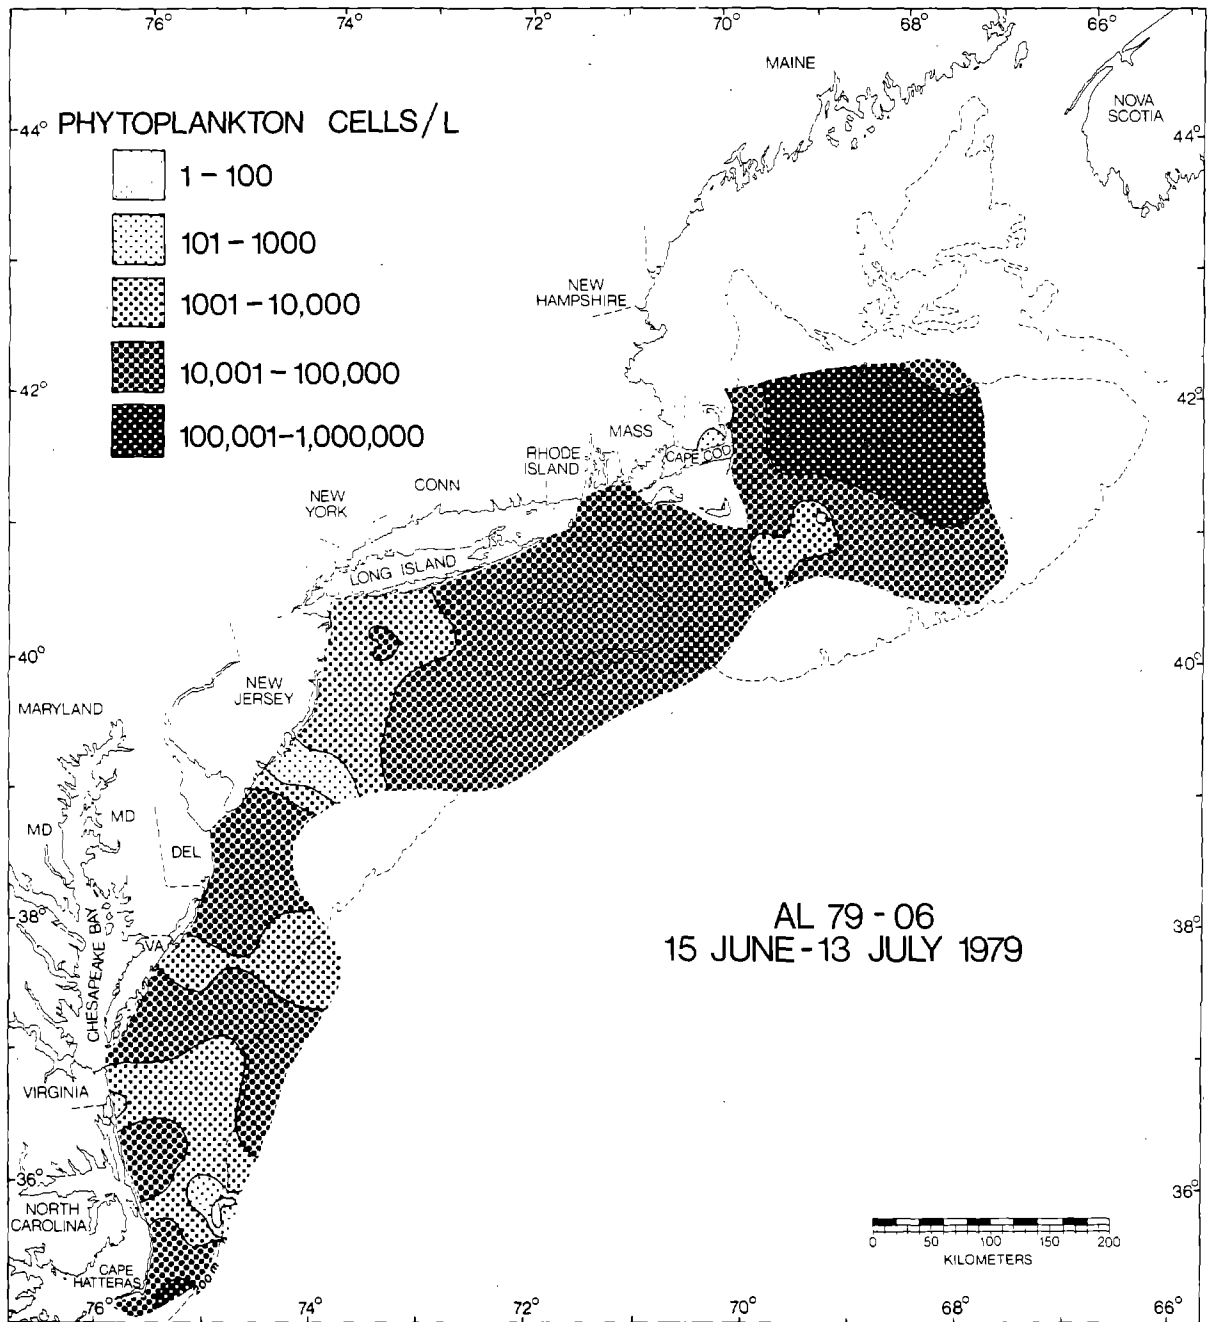 76° 74° 72° 70° 68° 66°
MAINE
NOVA
SCOTIA
44° 44°
PHYTOPLANKTON CELLS/L
1-100
101-1000
1001-10,000
10,001-100,000
100,001-1,000,000
NEW
HAMPSHIRE
42° 42°
MASS
CAPE COD
RHODE
ISLAND
CONN
NEW
YORK
LONG ISLAND
40° 40°
NEW
JERSEY
MARYLAND
MD
MD
DEL
38° 38°
VA
CHESAPEAKE BAY
AL 79-06
15 JUNE-13 JULY 1979
VIRGINIA
36° 36°
NORTH
CAROLINA
CAPE
HATTERAS
200 m
0 50 100 150 200
KILOMETERS
76° 74° 72° 70° 68° 66°